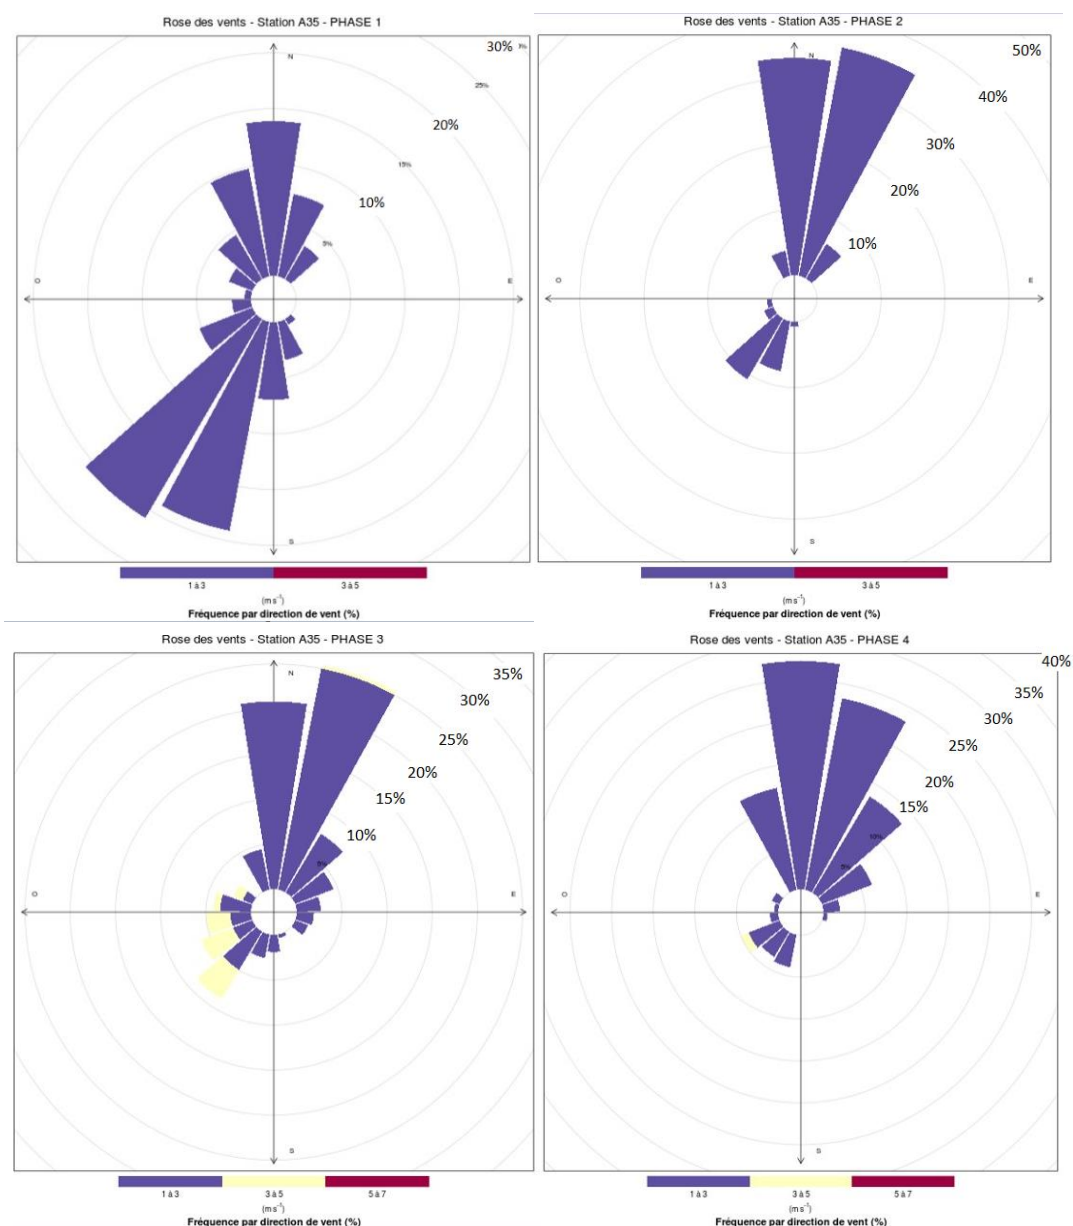 Rose des vents - Station A35 - PHASE 1
30%
N
25%
20%
15%
10%
5%
O
E
S
1 à 3
3 à 5
(m s⁻¹)
Fréquence par direction de vent (%)
Rose des vents - Station A35 - PHASE 2
50%
N
40%
30%
20%
10%
O
E
S
1 à 3
3 à 5
(m s⁻¹)
Fréquence par direction de vent (%)
Rose des vents - Station A35 - PHASE 3
35%
N
30%
25%
20%
15%
10%
5%
O
E
S
1 à 3
3 à 5
5 à 7
(m s⁻¹)
Fréquence par direction de vent (%)
Rose des vents - Station A35 - PHASE 4
40%
35%
30%
25%
20%
15%
10%
5%
O
E
S
1 à 3
3 à 5
5 à 7
(m s⁻¹)
Fréquence par direction de vent (%)